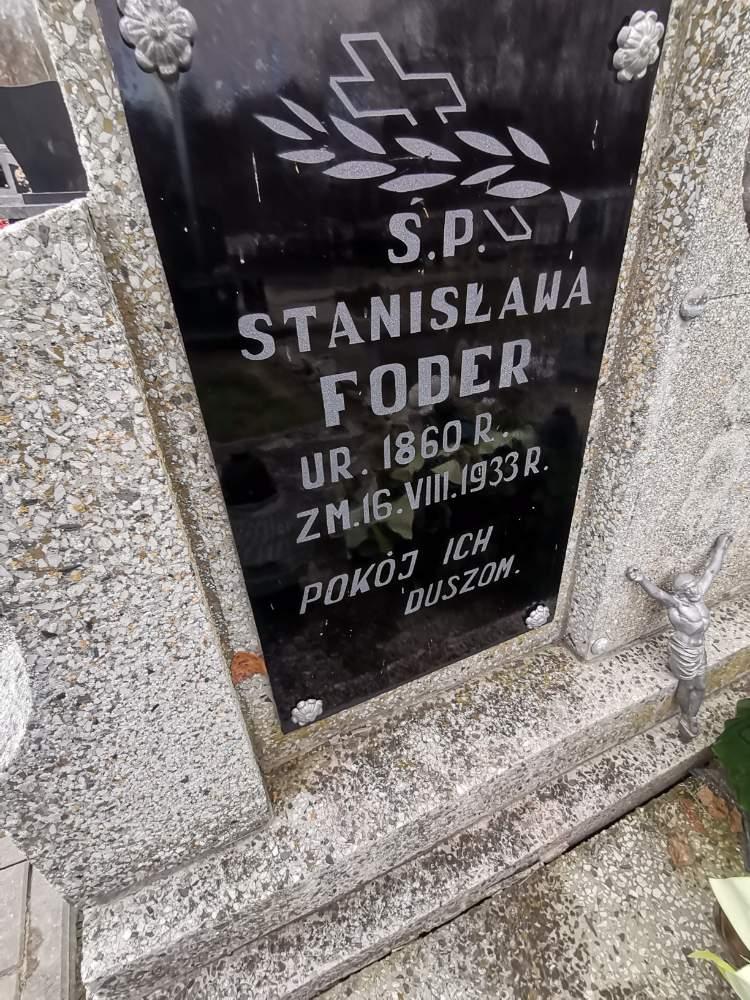 Ś.P.
STANISŁAWA
FODER
UR. 1860 R.
ZM. 16. VIII. 1933 R.
POKÓJ ICH
DUSZOM.